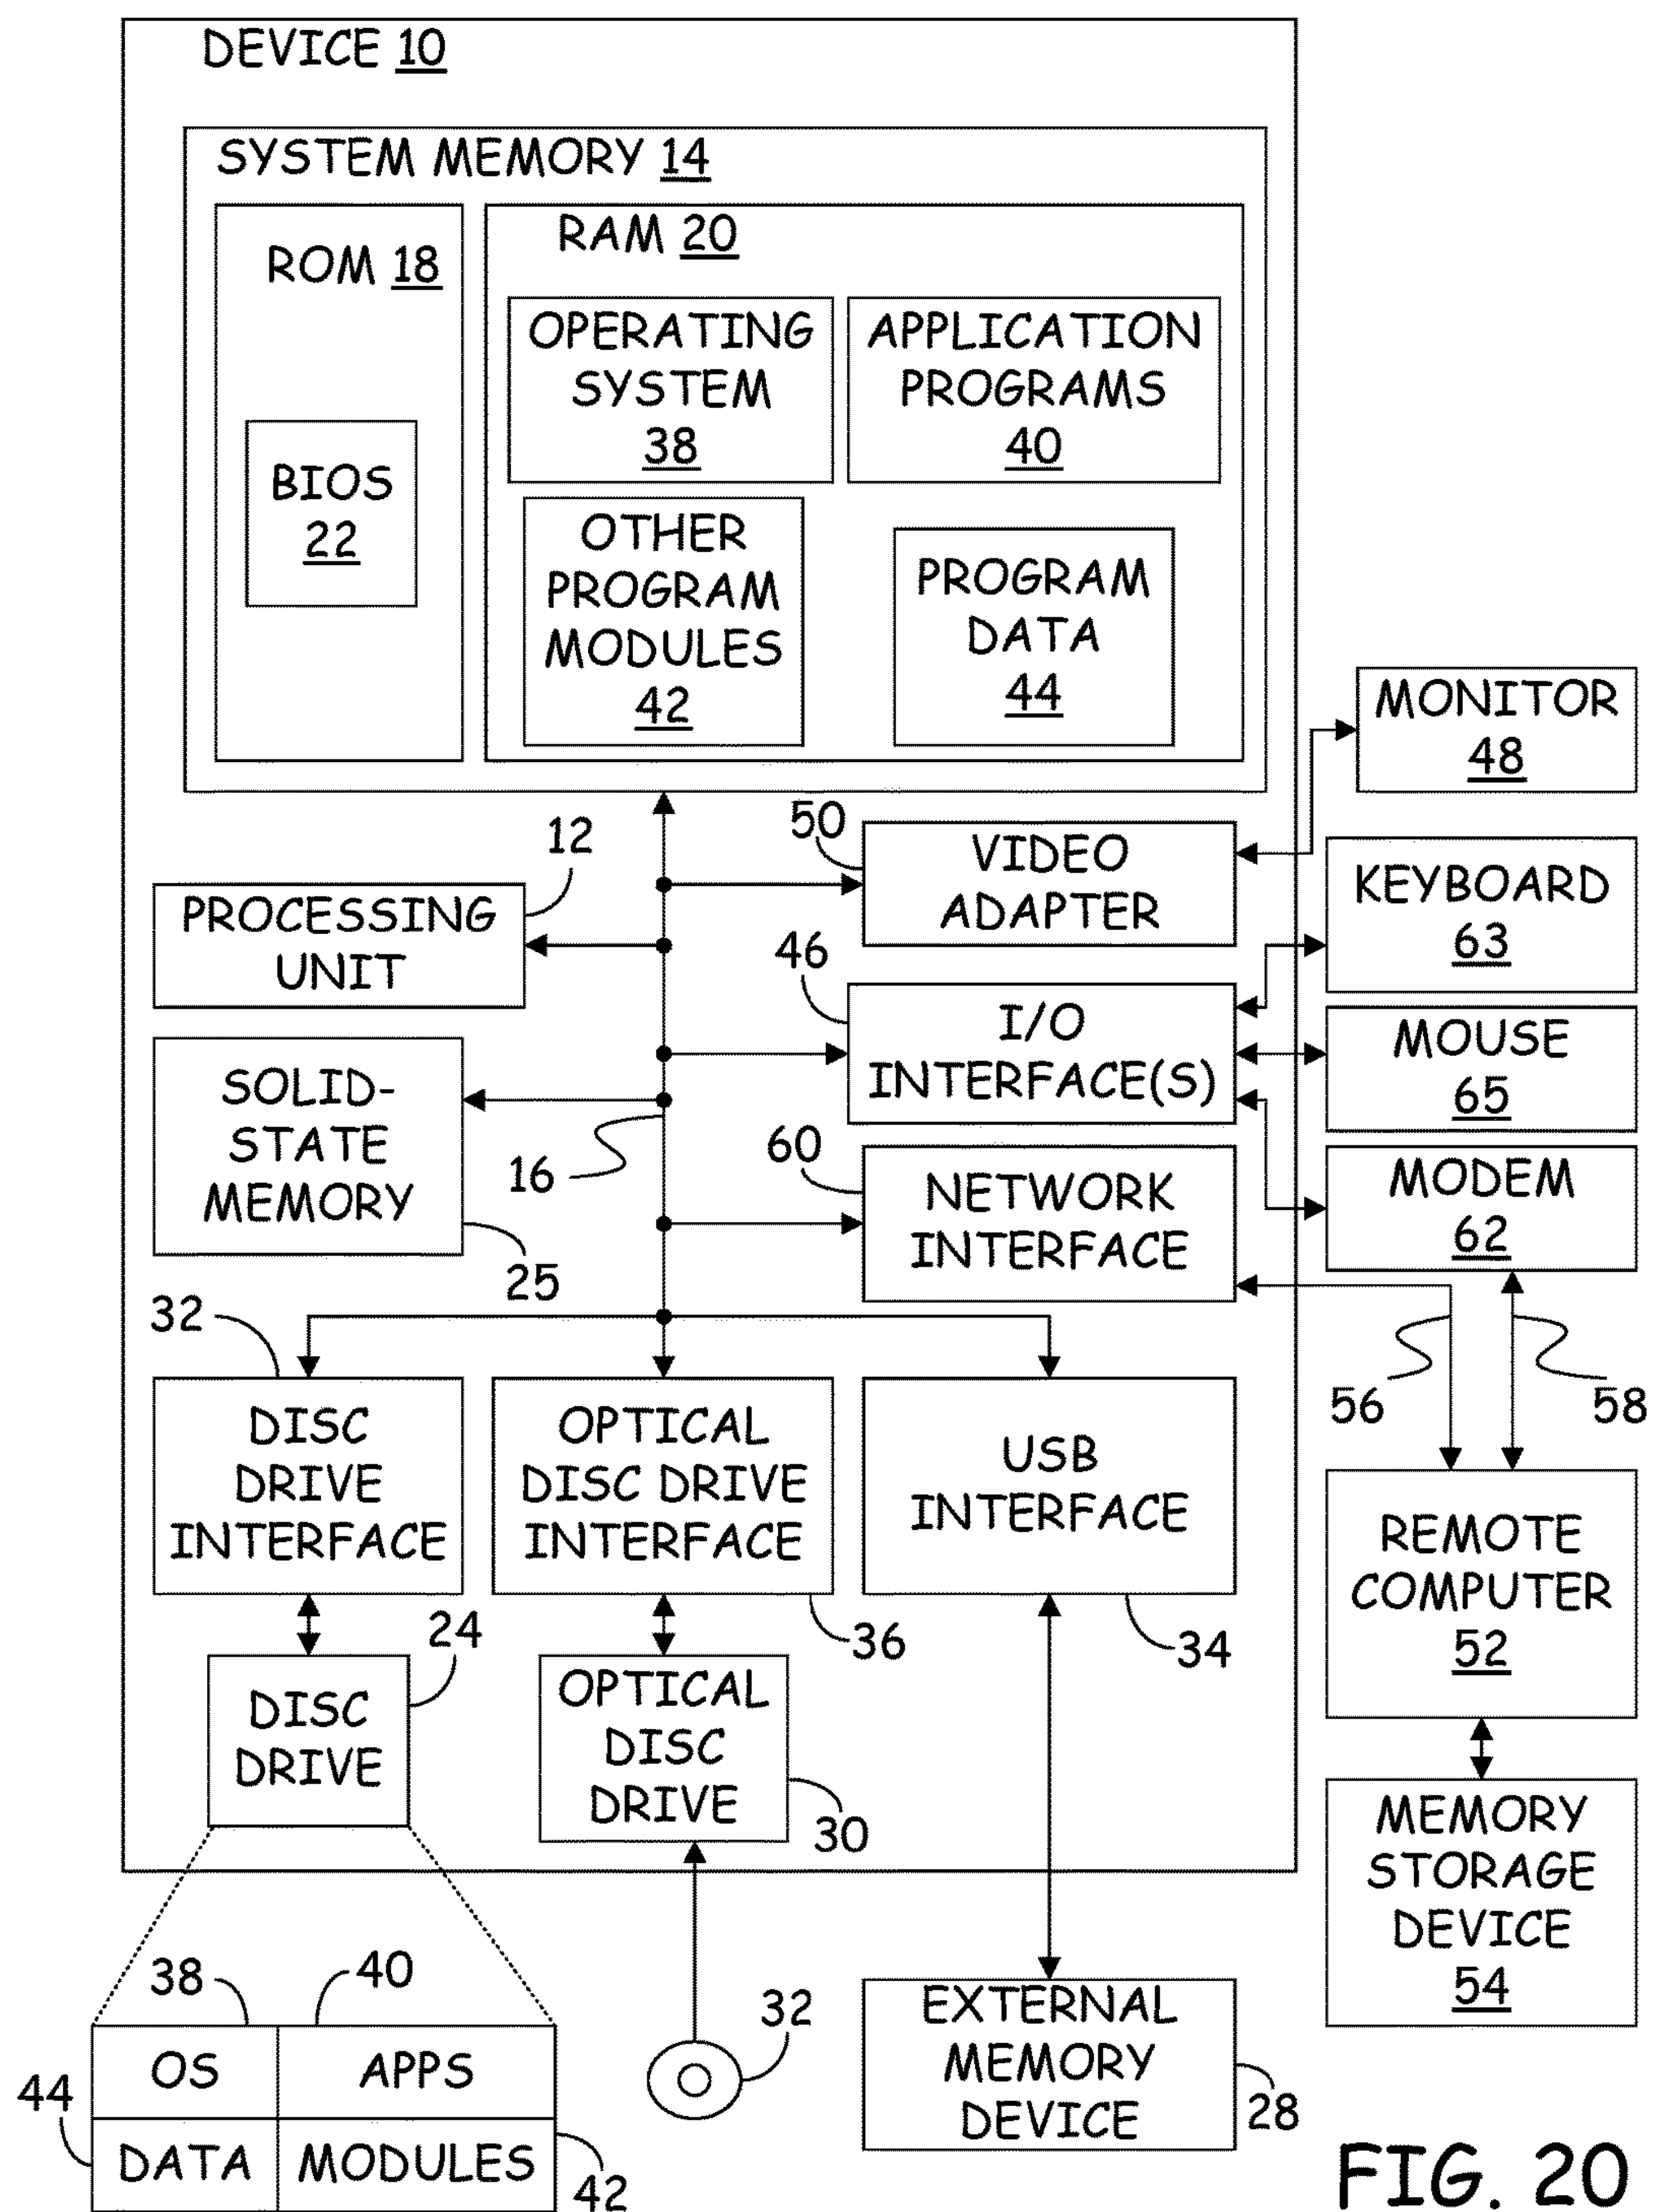 DEVICE 10
SYSTEM MEMORY 14
ROM 18
BIOS
22
RAM 20
OPERATING
SYSTEM
38
APPLICATION
PROGRAMS
40
OTHER
PROGRAM
MODULES
42
PROGRAM
DATA
44
MONITOR
48
50
VIDEO
ADAPTER
12
PROCESSING
UNIT
KEYBOARD
63
46
I/O
INTERFACE(S)
MOUSE
65
SOLID-
STATE
MEMORY
25
16
60
NETWORK
INTERFACE
MODEM
62
56
58
32
DISC
DRIVE
INTERFACE
OPTICAL
DISC DRIVE
INTERFACE
36
USB
INTERFACE
34
REMOTE
COMPUTER
52
24
DISC
DRIVE
OPTICAL
DISC
DRIVE
30
MEMORY
STORAGE
DEVICE
54
38
40
OS
APPS
44
DATA
MODULES
42
32
EXTERNAL
MEMORY
DEVICE
28
FIG. 20